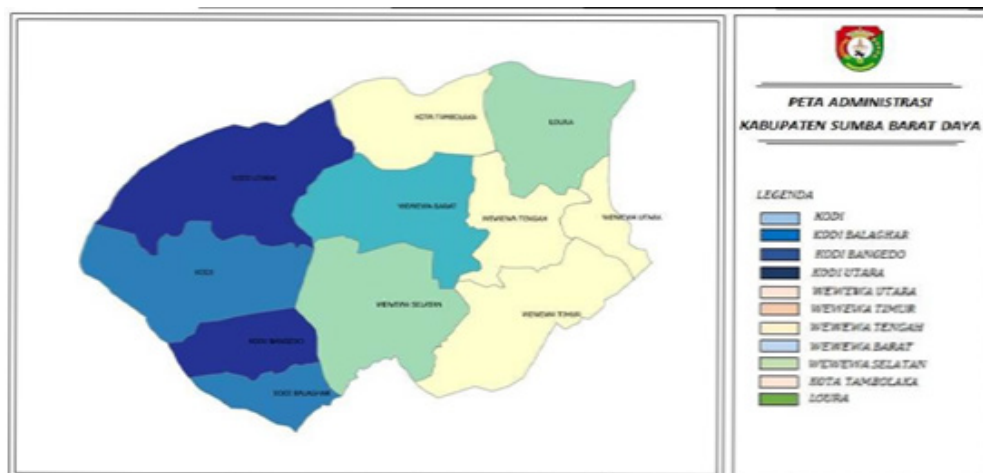 KOTA TAMBOLAKA
LOURA
KODI UTARA
WEWEWA BARAT
WEWEWA TENGAH
WEWEWA UTARA
KODI
WEWEWA SELATAN
WEWEWA TIMUR
KODI BANGEDO
KODI BALAGHAR
PETA ADMINISTRASI
KABUPATEN SUMBA BARAT DAYA
LEGENDA
KODI
KODI BALAGHAR
KODI BANGEDO
KODI UTARA
WEWEWA UTARA
WEWEWA TIMUR
WEWEWA TENGAH
WEWEWA BARAT
WEWEWA SELATAN
KOTA TAMBOLAKA
LOURA